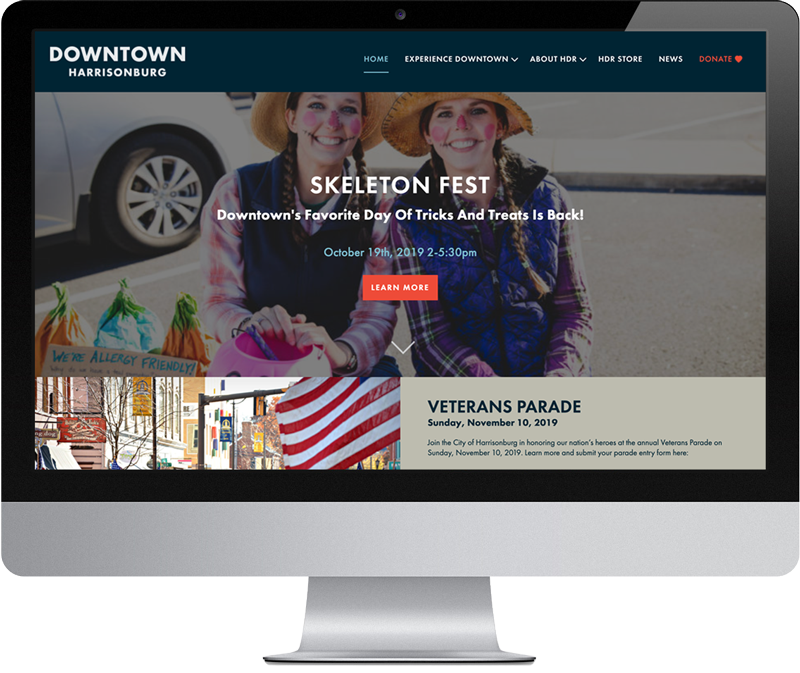 DOWNTOWN
HARRISONBURG
HOME
EXPERIENCE DOWNTOWN
ABOUT HDR
HDR STORE
NEWS
DONATE
SKELETON FEST
Downtown's Favorite Day Of Tricks And Treats Is Back!
October 19th, 2019 2-5:30pm
LEARN MORE
WE'RE ALLERGY FRIENDLY!
VETERANS PARADE
Sunday, November 10, 2019
Join the City of Harrisonburg in honoring our nation's heroes at the annual Veterans Parade on
Sunday, November 10, 2019. Learn more and submit your parade entry form here: